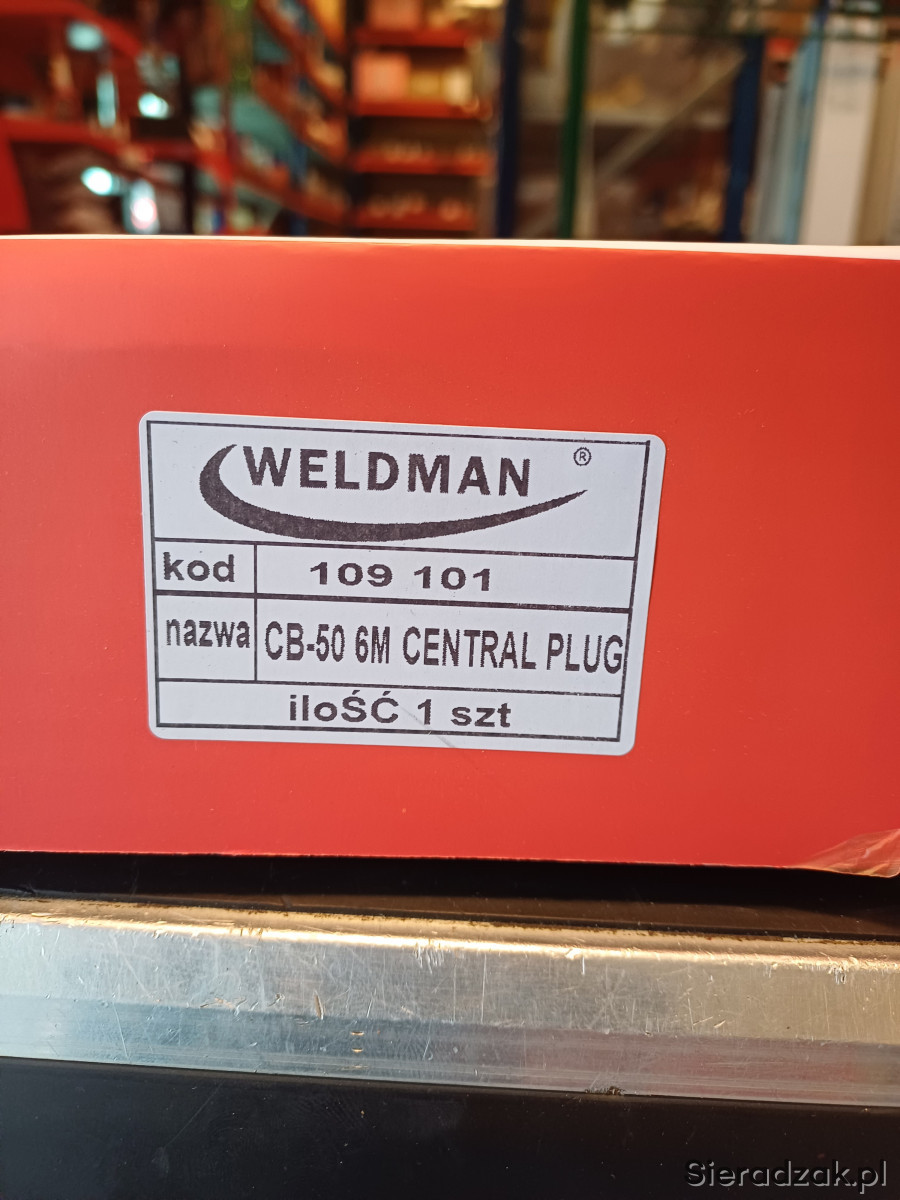 WELDMAN ®
kod 109 101
nazwa CB-50 6M CENTRAL PLUG
iloŚĆ 1 szt
Sieradzak.pl